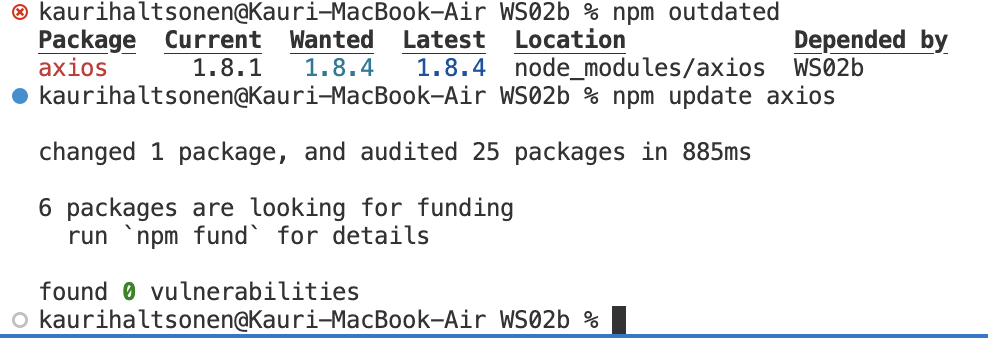 kaurihaltsonen@Kauri-MacBook-Air WS02b % npm outdated
Package  Current  Wanted  Latest  Location            Depended by
axios      1.8.1   1.8.4   1.8.4  node_modules/axios  WS02b
kaurihaltsonen@Kauri-MacBook-Air WS02b % npm update axios
changed 1 package, and audited 25 packages in 885ms
6 packages are looking for funding
  run `npm fund` for details
found 0 vulnerabilities
kaurihaltsonen@Kauri-MacBook-Air WS02b %